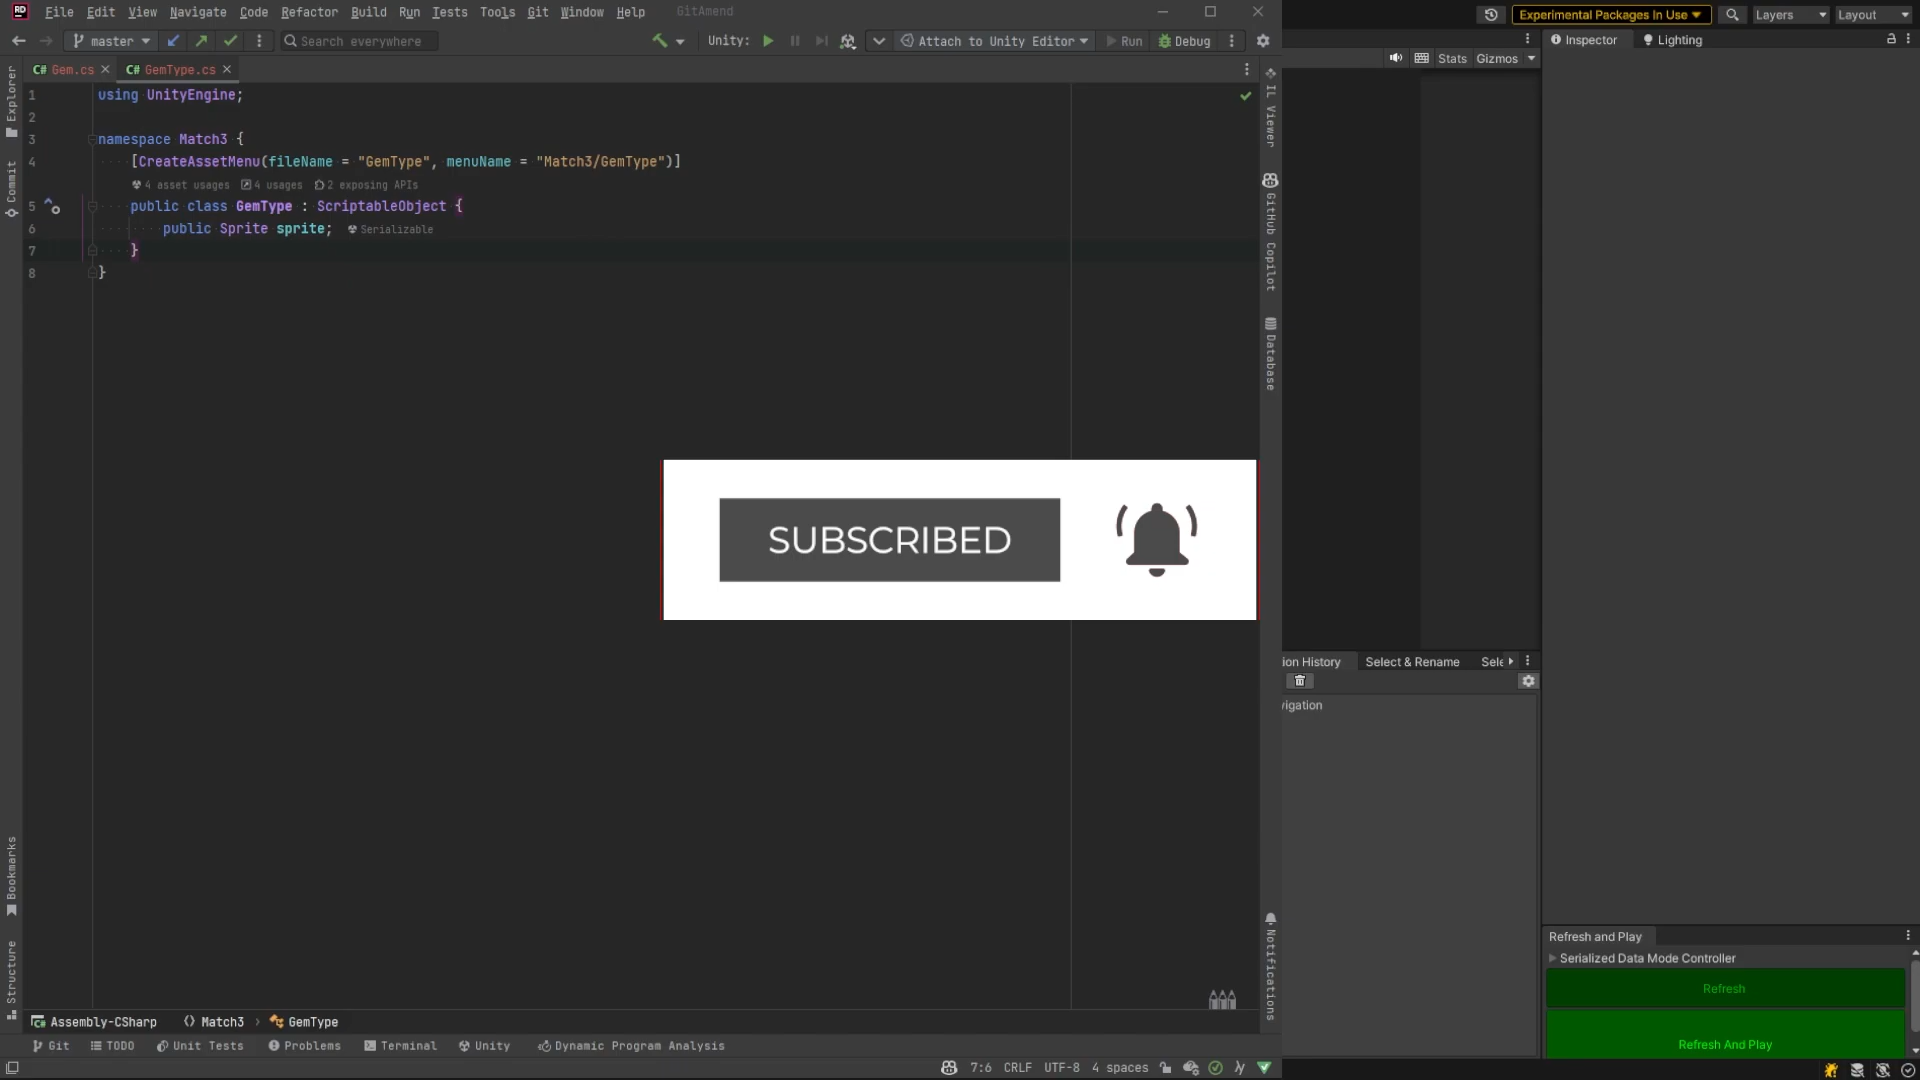 RD File Edit View Navigate Code Refactor Build Run Tests Tools Git Window Help GitAmend
Experimental Packages In Use Layers Layout
master Search everywhere Unity: Attach to Unity Editor Run Debug
Inspector Lighting
Stats Gizmos
C# Gem.cs C# GemType.cs
Explorer
Commit
Bookmarks
Structure
1 using UnityEngine;
2
3 namespace Match3 {
4 [CreateAssetMenu(fileName = "GemType", menuName = "Match3/GemType")]
4 asset usages 4 usages 2 exposing APIs
5 public class GemType : ScriptableObject {
6 public Sprite sprite; Serializable
7 }
8 }
IL Viewer
GitHub Copilot
Database
Notifications
SUBSCRIBED
ion History Select & Rename Sele
vigation
Refresh and Play
Serialized Data Mode Controller
Refresh
Refresh And Play
Assembly-CSharp Match3 GemType
Git TODO Unit Tests Problems Terminal Unity Dynamic Program Analysis
7:6 CRLF UTF-8 4 spaces